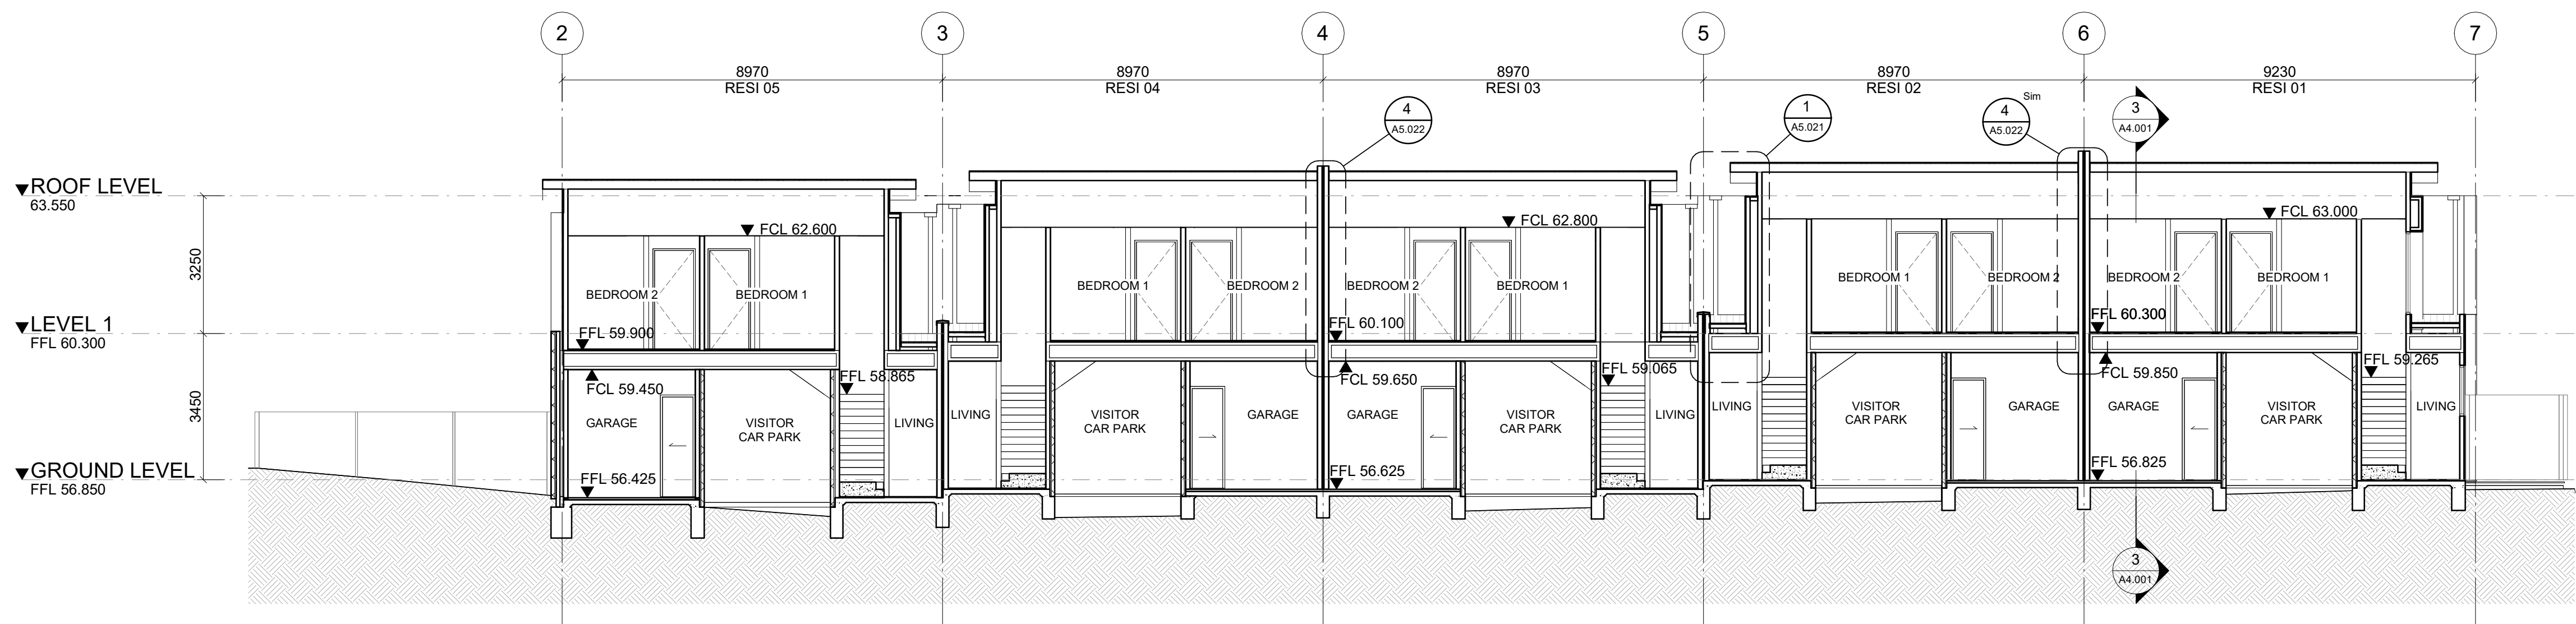 2
3
4
5
6
7
8970
8970
8970
8970
9230
RESI 05
RESI 04
RESI 03
RESI 02
RESI 01
4
A5.022
1
A5.021
4
A5.022
Sim
3
A4.001
ROOF LEVEL
63.550
3250
LEVEL 1
FFL 60.300
3450
GROUND LEVEL
FFL 56.850
FCL 62.600
FCL 62.800
FCL 63.000
BEDROOM 2
BEDROOM 1
BEDROOM 1
BEDROOM 2
BEDROOM 2
BEDROOM 1
BEDROOM 1
BEDROOM 2
BEDROOM 2
BEDROOM 1
FFL 59.900
FFL 60.100
FFL 60.300
FCL 59.450
FFL 58.865
FCL 59.650
FFL 59.065
FCL 59.850
FFL 59.265
GARAGE
VISITOR
CAR PARK
LIVING
LIVING
VISITOR
CAR PARK
GARAGE
GARAGE
VISITOR
CAR PARK
LIVING
LIVING
VISITOR
CAR PARK
GARAGE
GARAGE
VISITOR
CAR PARK
LIVING
FFL 56.425
FFL 56.625
FFL 56.825
3
A4.001